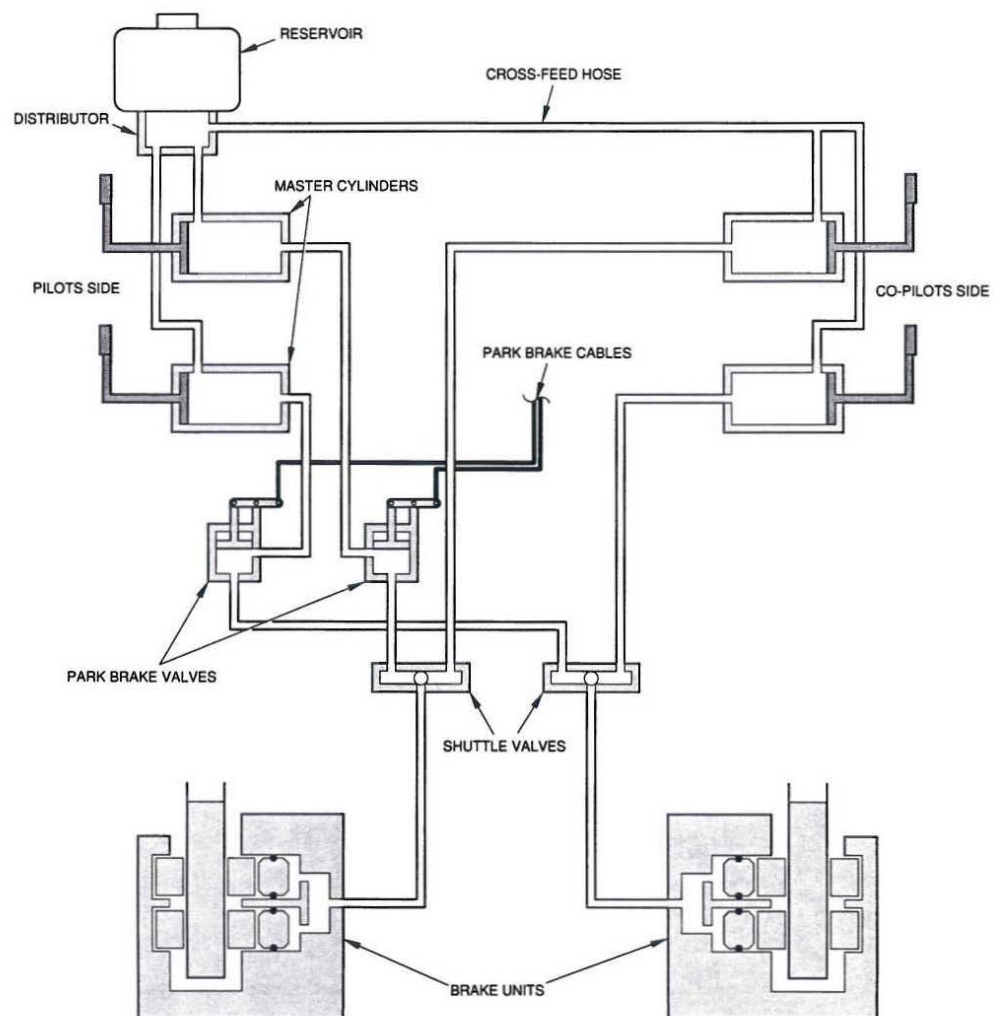 RESERVOIR
CROSS-FEED HOSE
DISTRIBUTOR
MASTER CYLINDERS
PILOTS SIDE
CO-PILOTS SIDE
PARK BRAKE CABLES
PARK BRAKE VALVES
SHUTTLE VALVES
BRAKE UNITS